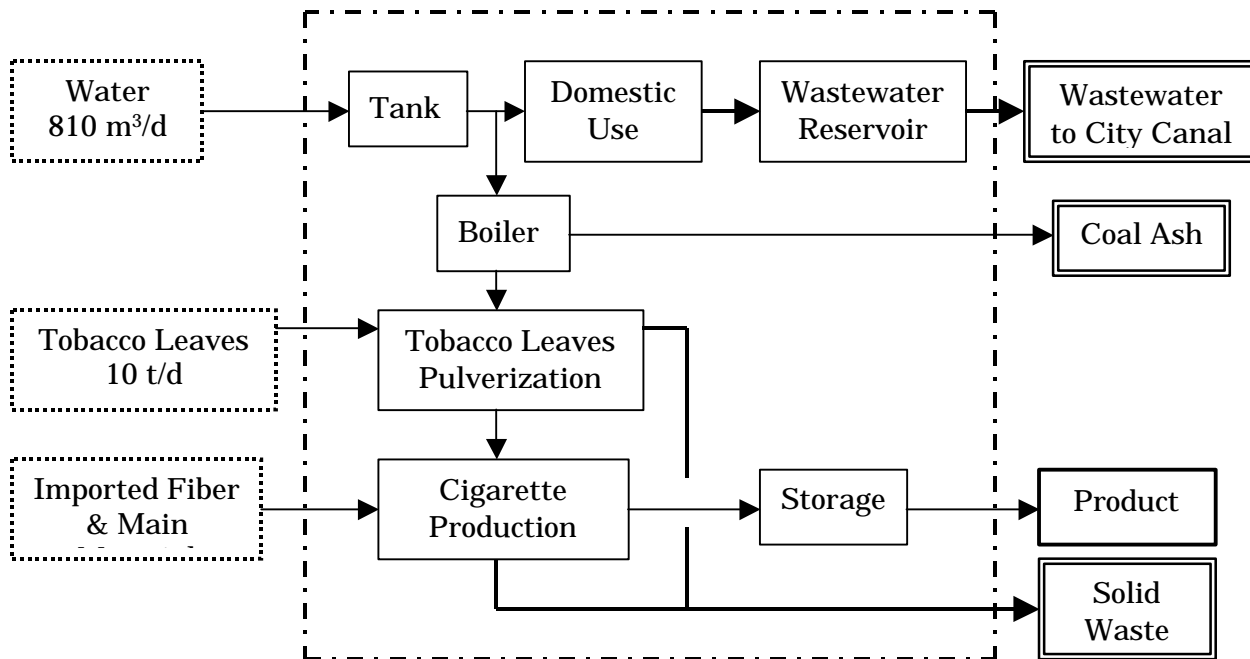 Water
810 m³/d
Tank
Domestic
Use
Wastewater
Reservoir
Wastewater
to City Canal
Boiler
Coal Ash
Tobacco Leaves
10 t/d
Tobacco Leaves
Pulverization
Imported Fiber
& Main
Cigarette
Production
Storage
Product
Solid
Waste